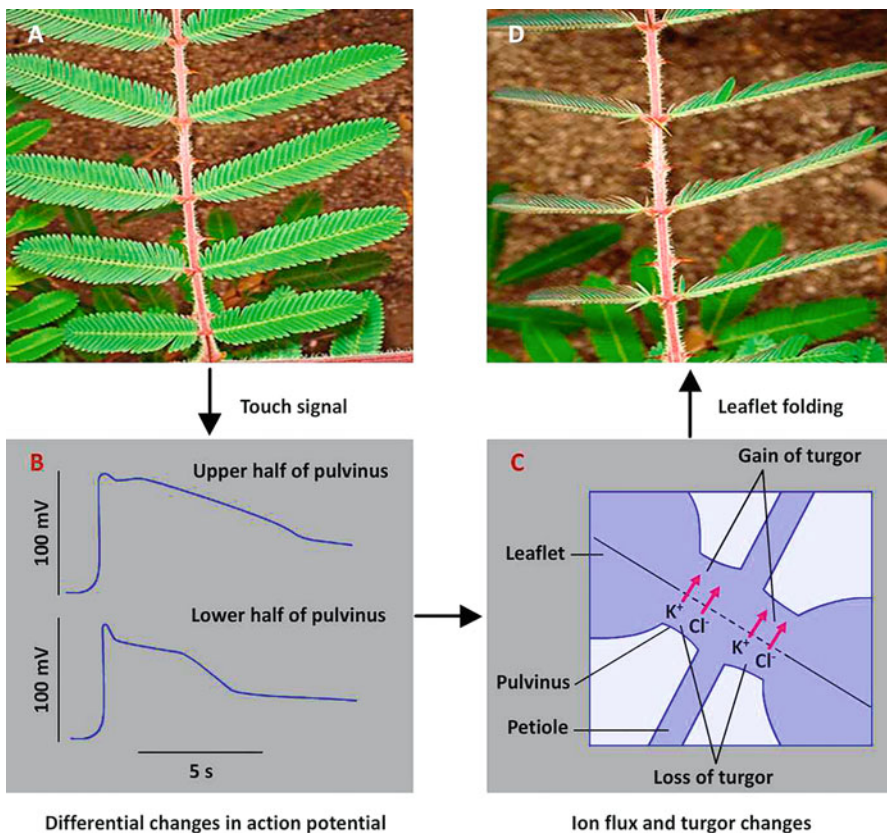 A
D
Touch signal
Leaflet folding
B
Upper half of pulvinus
100 mV
Lower half of pulvinus
100 mV
5 s
C
Gain of turgor
Leaflet
K+
Cl-
K+
Cl-
Pulvinus
Petiole
Loss of turgor
Differential changes in action potential
Ion flux and turgor changes